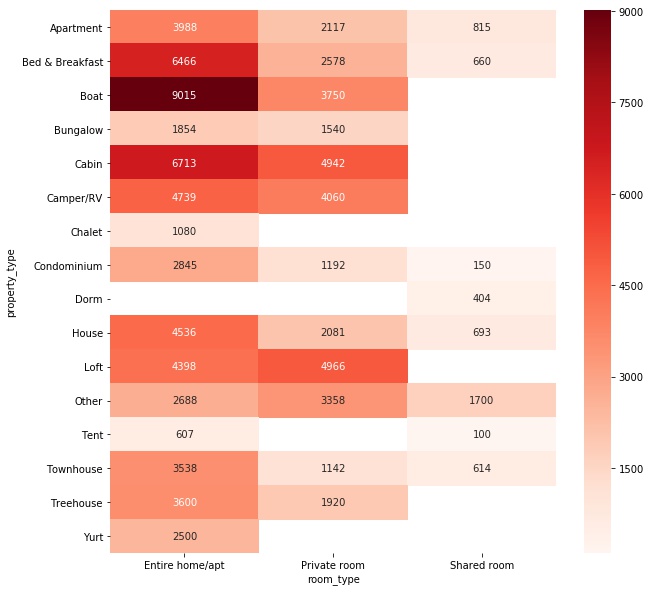 property_type
Apartment 3988 2117 815
Bed & Breakfast 6466 2578 660
Boat 9015 3750
Bungalow 1854 1540
Cabin 6713 4942
Camper/RV 4739 4060
Chalet 1080
Condominium 2845 1192 150
Dorm 404
House 4536 2081 693
Loft 4398 4966
Other 2688 3358 1700
Tent 607 100
Townhouse 3538 1142 614
Treehouse 3600 1920
Yurt 2500
Entire home/apt Private room Shared room
room_type
9000
7500
6000
4500
3000
1500